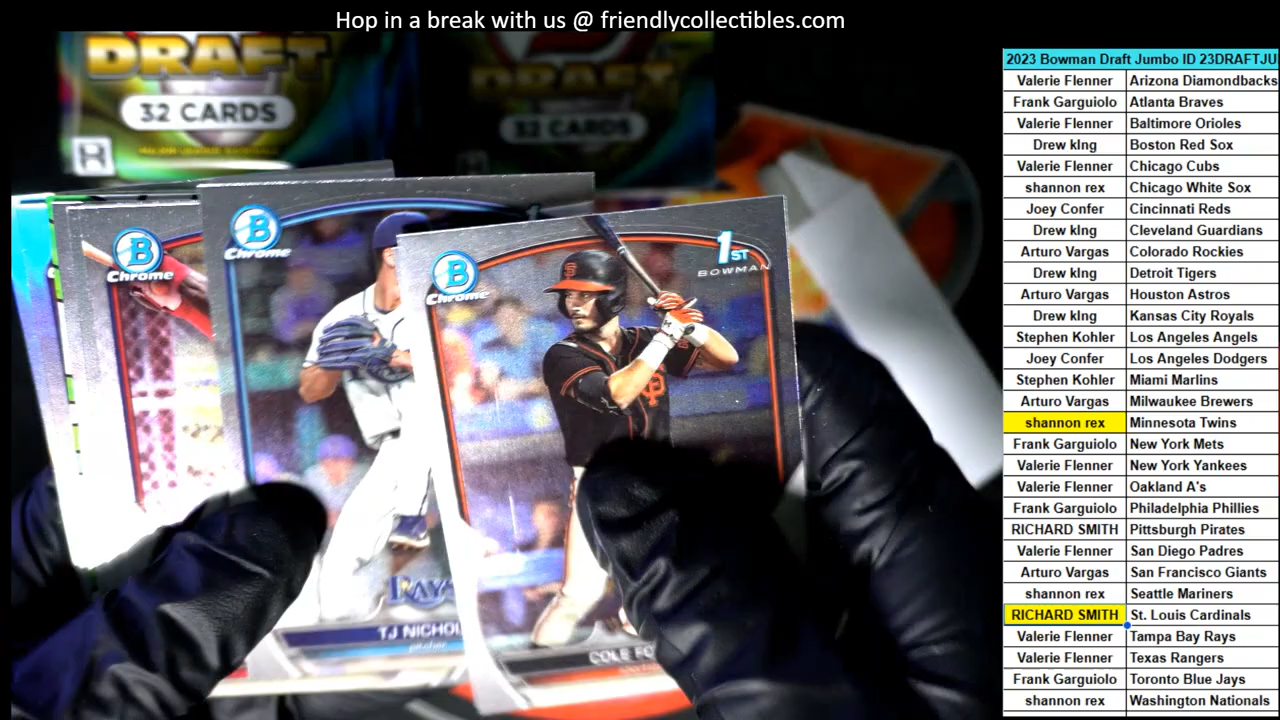 Hop in a break with us @ friendlycollectibles.com
DRAFT
32 CARDS
DRAFT
32 CARDS
B
Chrome
B
Chrome
B
Chrome
1ST
BOWMAN
RAYS
TJ NICHOL
pitcher
COLE FO
2023 Bowman Draft Jumbo ID 23DRAFTJU
Valerie Flenner Arizona Diamondbacks
Frank Garguiolo Atlanta Braves
Valerie Flenner Baltimore Orioles
Drew kIng Boston Red Sox
Valerie Flenner Chicago Cubs
shannon rex Chicago White Sox
Joey Confer Cincinnati Reds
Drew kIng Cleveland Guardians
Arturo Vargas Colorado Rockies
Drew kIng Detroit Tigers
Arturo Vargas Houston Astros
Drew kIng Kansas City Royals
Stephen Kohler Los Angeles Angels
Joey Confer Los Angeles Dodgers
Stephen Kohler Miami Marlins
Arturo Vargas Milwaukee Brewers
shannon rex Minnesota Twins
Frank Garguiolo New York Mets
Valerie Flenner New York Yankees
Valerie Flenner Oakland A's
Frank Garguiolo Philadelphia Phillies
RICHARD SMITH Pittsburgh Pirates
Valerie Flenner San Diego Padres
Arturo Vargas San Francisco Giants
shannon rex Seattle Mariners
RICHARD SMITH St. Louis Cardinals
Valerie Flenner Tampa Bay Rays
Valerie Flenner Texas Rangers
Frank Garguiolo Toronto Blue Jays
shannon rex Washington Nationals